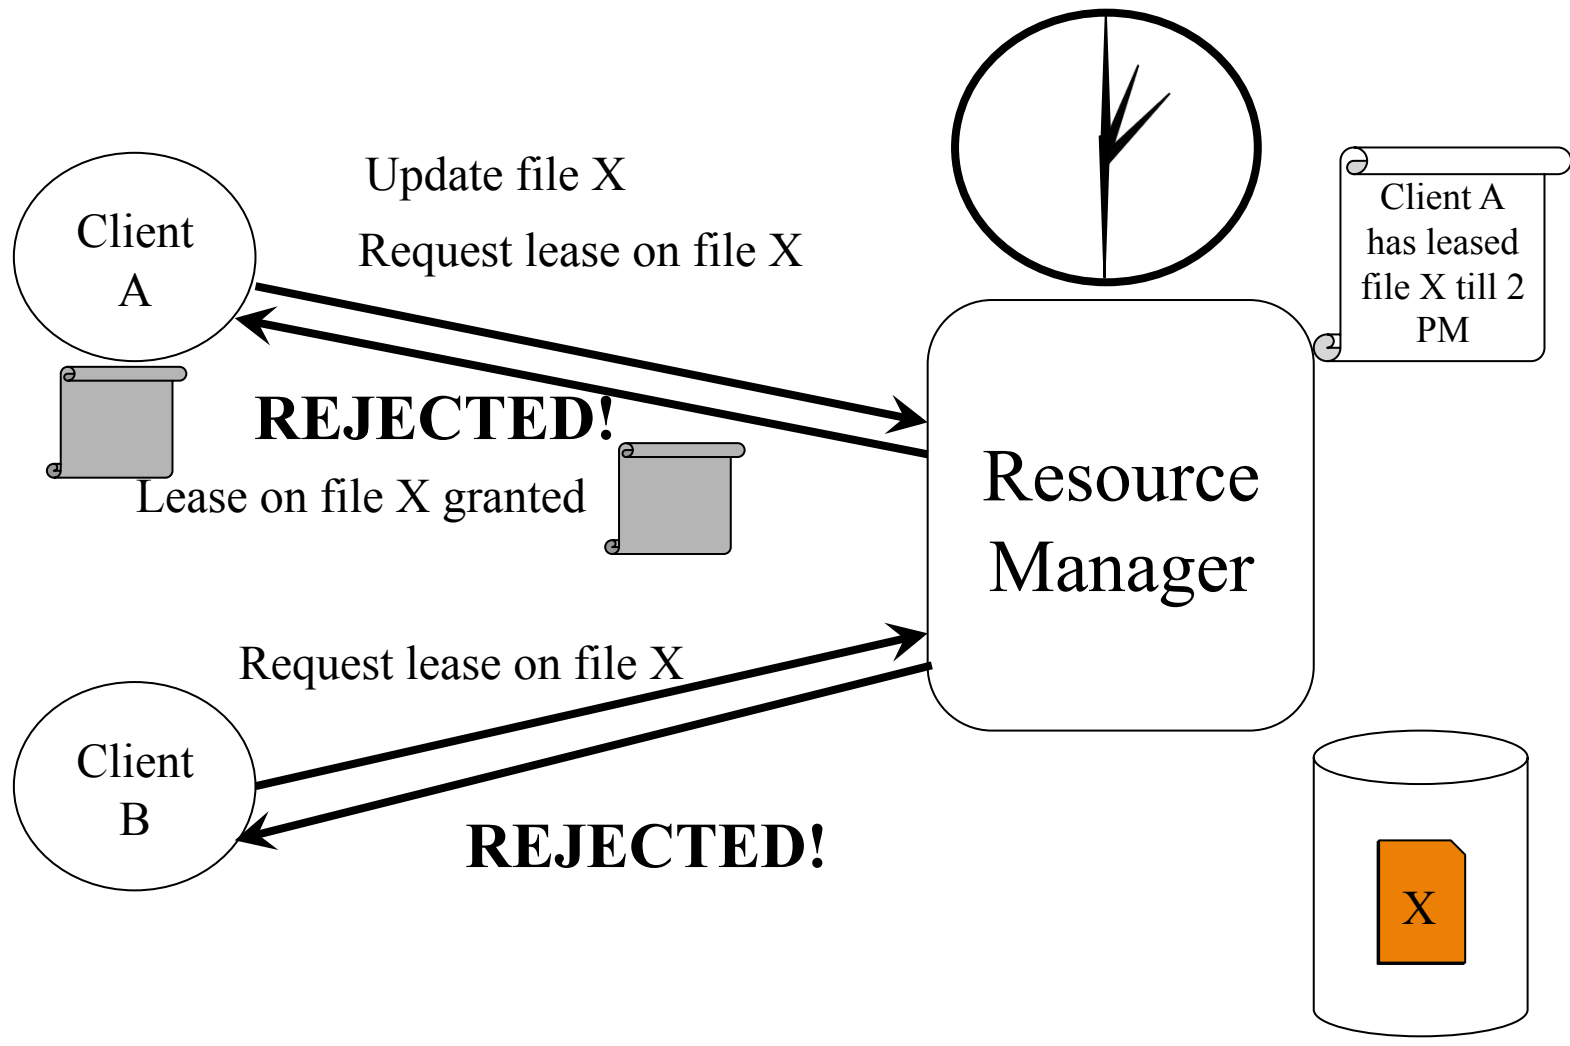 Update file X
Request lease on file X
Client
A
Client A
has leased
file X till 2
PM
REJECTED!
Lease on file X granted
Resource
Manager
Request lease on file X
Client
B
REJECTED!
X